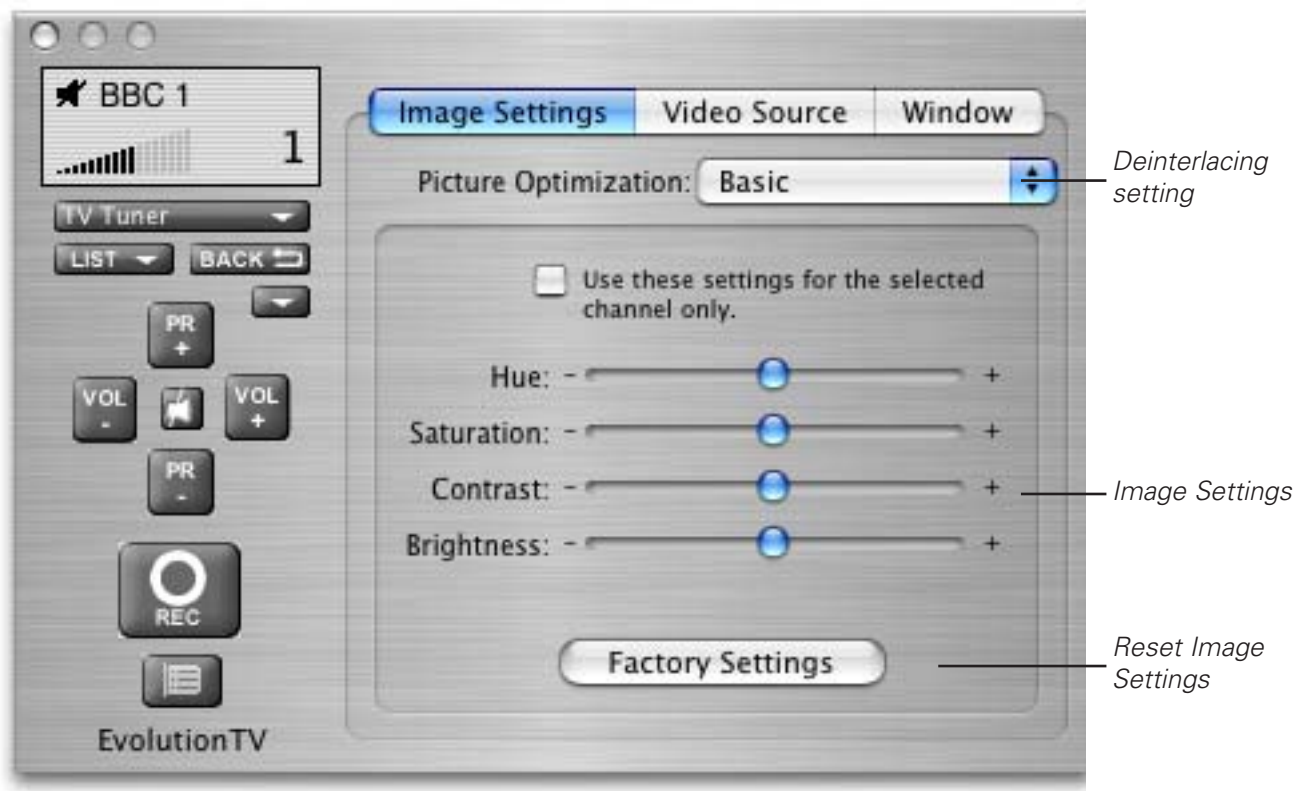 BBC 1
1
TV Tuner
LIST
BACK
PR
+
VOL
-
VOL
+
PR
-
REC
EvolutionTV
Image Settings
Video Source
Window
Picture Optimization: Basic
Use these settings for the selected
channel only.
Hue: - +
Saturation: - +
Contrast: - +
Brightness: - +
Factory Settings
Deinterlacing
setting
Image Settings
Reset Image
Settings